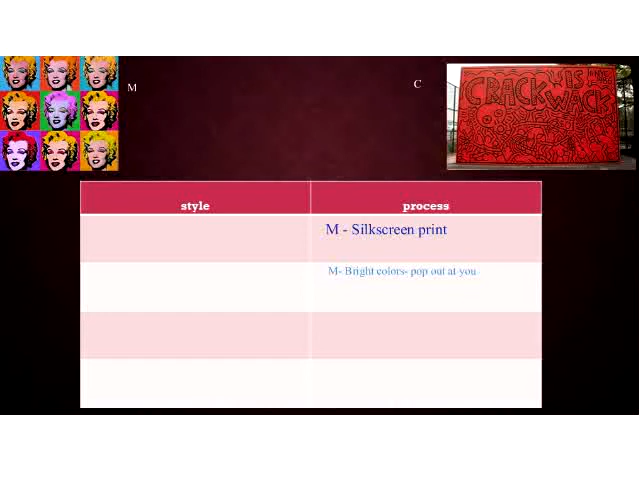 M
C
CRACK IS
WACK
style process
M - Silkscreen print
M- Bright colors- pop out at you